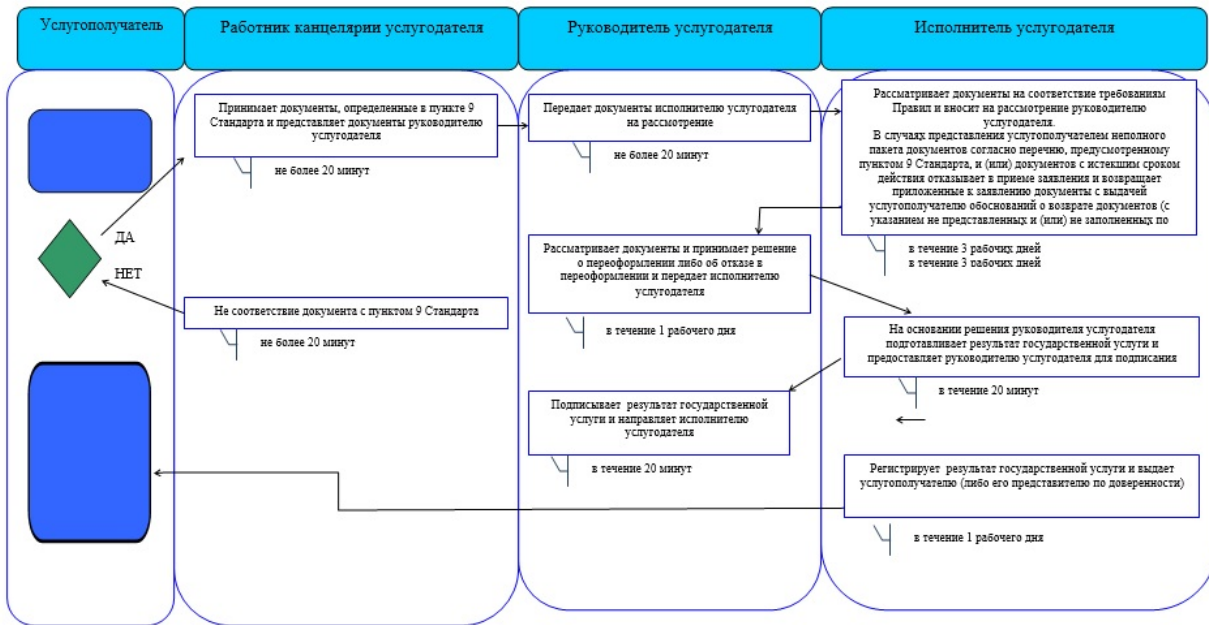 Услугополучатель
Работник канцелярии услугодателя
Руководитель услугодателя
Исполнитель услугодателя
Принимает документы, определенные в пункте 9
Стандарта и представляет документы руководителю
услугодателя
не более 20 минут
Передает документы исполнителю услугодателя
на рассмотрение
не более 20 минут
Рассматривает документы на соответствие требованиям
Правил и вносит на рассмотрение руководителю
услугодателя.
В случаях представления услугополучателем неполного
пакета документов согласно перечню, предусмотренному
пунктом 9 Стандарта, и (или) документов с истекшим сроком
действия отказывает в приеме заявления и возвращает
приложенные к заявлению документы с выдачей
услугополучателю обоснований о возврате документов (с
указанием не представленных и (или) не заполненных по
в течение 3 рабочих дней
в течение 3 рабочих дней
ДА
НЕТ
Рассматривает документы и принимает решение
о переоформлении либо об отказе в
переоформлении и передает исполнителю
услугодателя
в течение 1 рабочего дня
Не соответствие документа с пунктом 9 Стандарта
не более 20 минут
На основании решения руководителя услугодателя
подготавливает результат государственной услуги и
предоставляет руководителю услугодателя для подписания
в течение 20 минут
Подписывает результат государственной
услуги и направляет исполнителю
услугодателя
в течение 20 минут
Регистрирует результат государственной услуги и выдает
услугополучателю (либо его представителю по доверенности)
в течение 1 рабочего дня